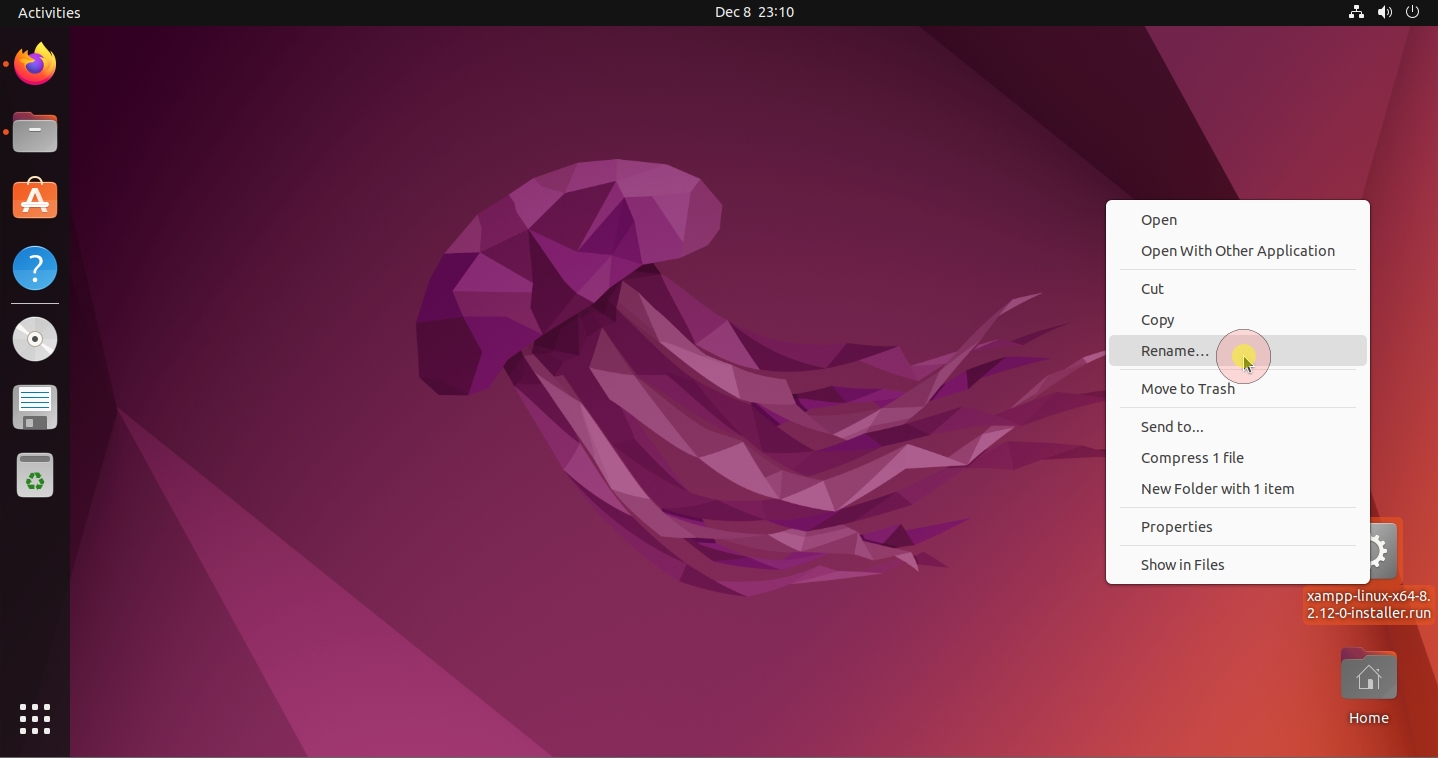 Activities
Dec 8 23:10
Open
Open With Other Application
Cut
Copy
Rename…
Move to Trash
Send to...
Compress 1 file
New Folder with 1 item
Properties
Show in Files
xampp-linux-x64-8.
2.12-0-installer.run
Home